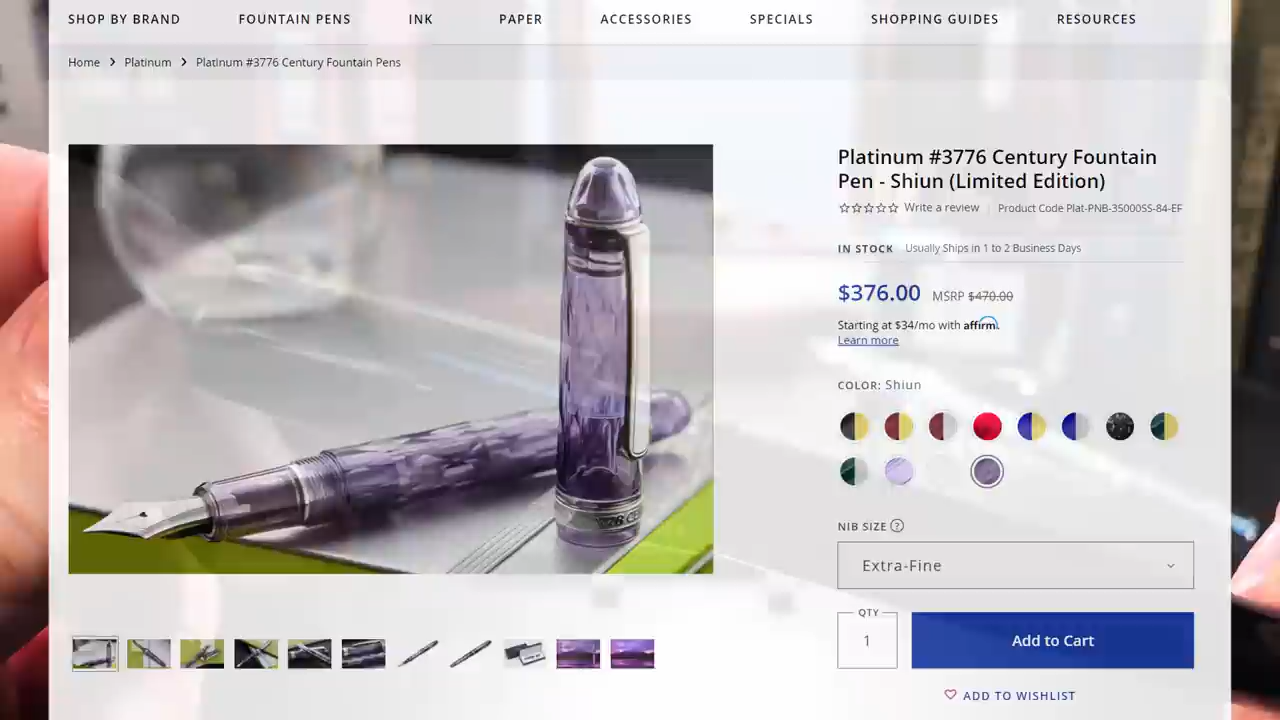 SHOP BY BRAND FOUNTAIN PENS INK PAPER ACCESSORIES SPECIALS SHOPPING GUIDES RESOURCES
Home > Platinum > Platinum #3776 Century Fountain Pens
Platinum #3776 Century Fountain
Pen - Shiun (Limited Edition)
Write a review | Product Code Plat-PNB-35000SS-84-EF
IN STOCK Usually Ships in 1 to 2 Business Days
$376.00 MSRP $470.00
Starting at $34/mo with affirm.
Learn more
COLOR: Shiun
NIB SIZE ?
Extra-Fine
QTY
1
Add to Cart
ADD TO WISHLIST